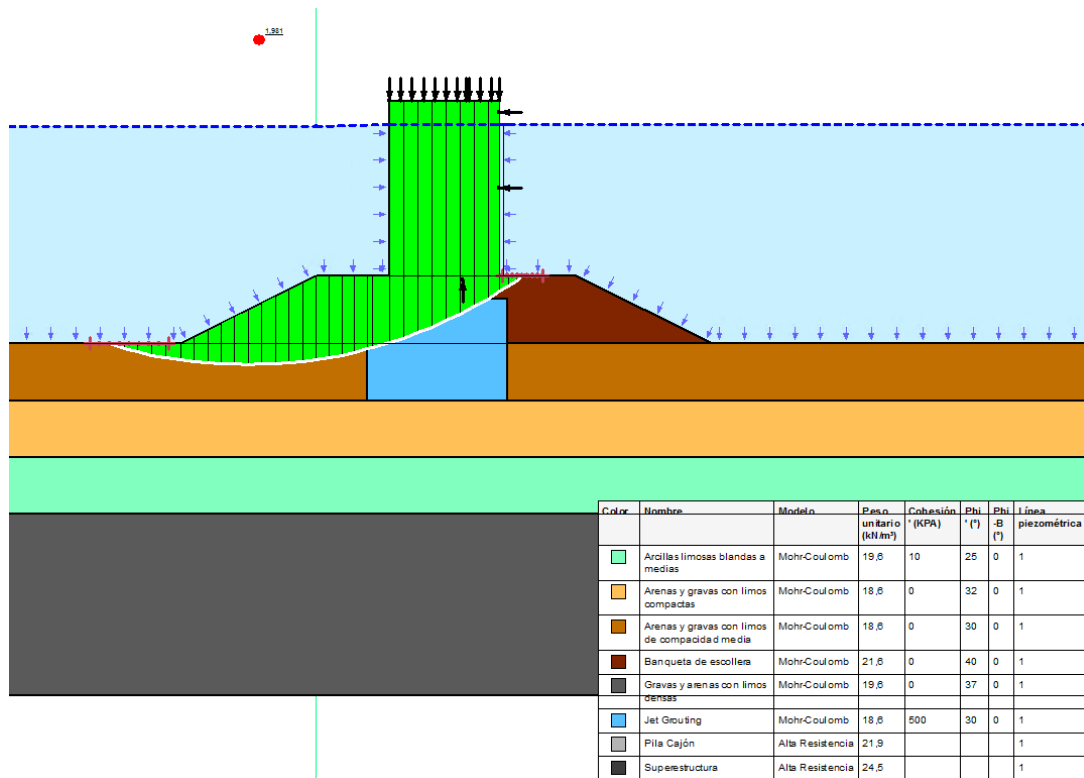 1,981
Color Nombre Modelo Peso unitario (kN/m³) Cohesión ' (KPA) Phi ' (°) Phi -B (°) Línea piezométrica
Arcillas limosas blandas a medias Mohr-Coulomb 19,6 10 25 0 1
Arenas y gravas con limos compactas Mohr-Coulomb 18,6 0 32 0 1
Arenas y gravas con limos de compacidad media Mohr-Coulomb 18,6 0 30 0 1
Banqueta de escollera Mohr-Coulomb 21,6 0 40 0 1
Gravas y arenas con limos densas Mohr-Coulomb 19,6 0 37 0 1
Jet Grouting Mohr-Coulomb 18,6 500 30 0 1
Pila Cajón Alta Resistencia 21,9 1
Superestructura Alta Resistencia 24,5 1